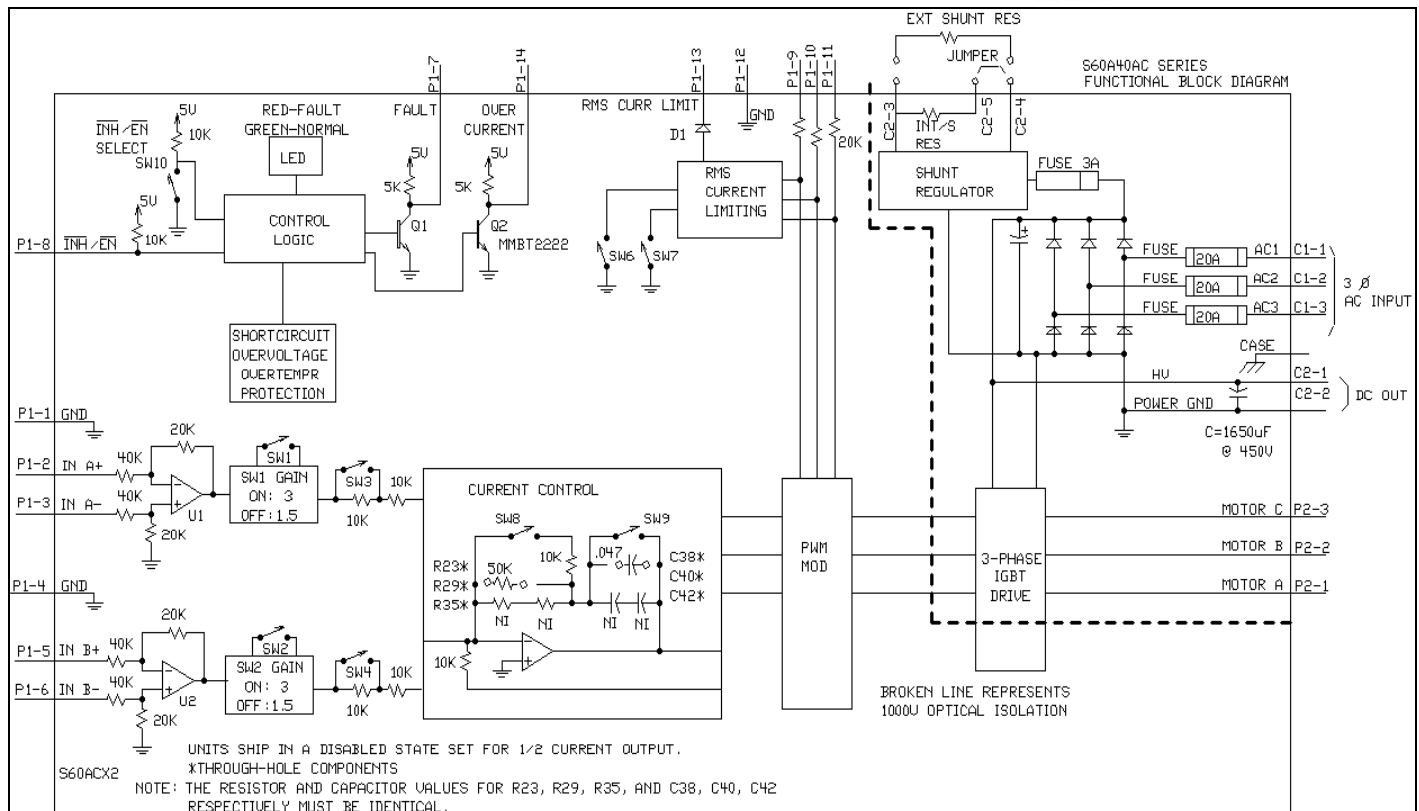 EXT SHUNT RES
JUMPER
S60A40AC SERIES
FUNCTIONAL BLOCK DIAGRAM
P1-7
P1-14
P1-13
P1-12
P1-9
P1-10
P1-11
C2-3
C2-5
C2-4
5V
10K
INH/EN
SELECT
SW10
5V
10K
RED-FAULT
GREEN-NORMAL
LED
FAULT
5V
5K
Q1
OVER
CURRENT
5V
5K
Q2
MMBT2222
RMS CURR LIMIT
D1
GND
20K
INT/S
RES
SHUNT
REGULATOR
FUSE 3A
RMS
CURRENT
LIMITING
SW6
SW7
CONTROL
LOGIC
P1-8 INH/EN
FUSE 20A AC1 C1-1
FUSE 20A AC2 C1-2
FUSE 20A AC3 C1-3
3 Ø
AC INPUT
+
SHORTCIRCUIT
OVERVOLTAGE
OVERTEMPR
PROTECTION
CASE
HV
C2-1
C2-2
DC OUT
POWER GND
C=1650uF
@ 450V
P1-1 GND
20K
P1-2 IN A+ 40K
P1-3 IN A- 40K
-
+
U1
20K
SW1
SW1 GAIN
ON: 3
OFF:1.5
SW3
10K
10K
CURRENT CONTROL
SW8
SW9
10K
.047
R23*
R29*
R35*
50K
C38*
C40*
C42*
NI
NI
NI
NI
10K
-
+
PWM
MOD
3-PHASE
IGBT
DRIVE
MOTOR C P2-3
MOTOR B P2-2
MOTOR A P2-1
P1-4 GND
20K
P1-5 IN B+ 40K
P1-6 IN B- 40K
-
+
U2
20K
SW2
SW2 GAIN
ON: 3
OFF:1.5
SW4
10K
10K
BROKEN LINE REPRESENTS
1000V OPTICAL ISOLATION
UNITS SHIP IN A DISABLED STATE SET FOR 1/2 CURRENT OUTPUT.
S60ACX2
*THROUGH-HOLE COMPONENTS
NOTE: THE RESISTOR AND CAPACITOR VALUES FOR R23, R29, R35, AND C38, C40, C42
RESPECTIVELY MUST BE IDENTICAL.